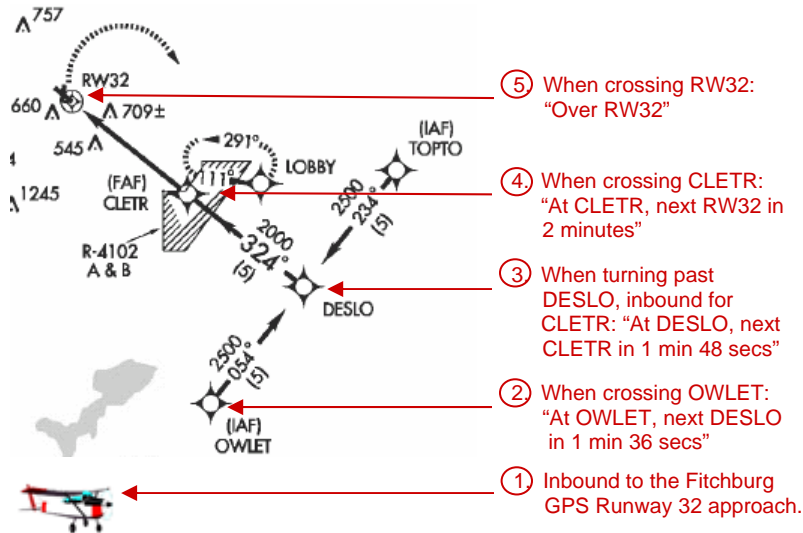 757
RW32
660
709±
545
4
1245
291°
111°
LOBBY
(IAF)
TOPTO
(FAF)
CLETR
R-4102
A & B
2500
234°
(5)
2000
324°
(5)
DESLO
2500
054°
(5)
(IAF)
OWLET
5. When crossing RW32:
“Over RW32”
4. When crossing CLETR:
“At CLETR, next RW32 in
2 minutes”
3. When turning past
DESLO, inbound for
CLETR: “At DESLO, next
CLETR in 1 min 48 secs”
2. When crossing OWLET:
“At OWLET, next DESLO
in 1 min 36 secs”
1. Inbound to the Fitchburg
GPS Runway 32 approach.